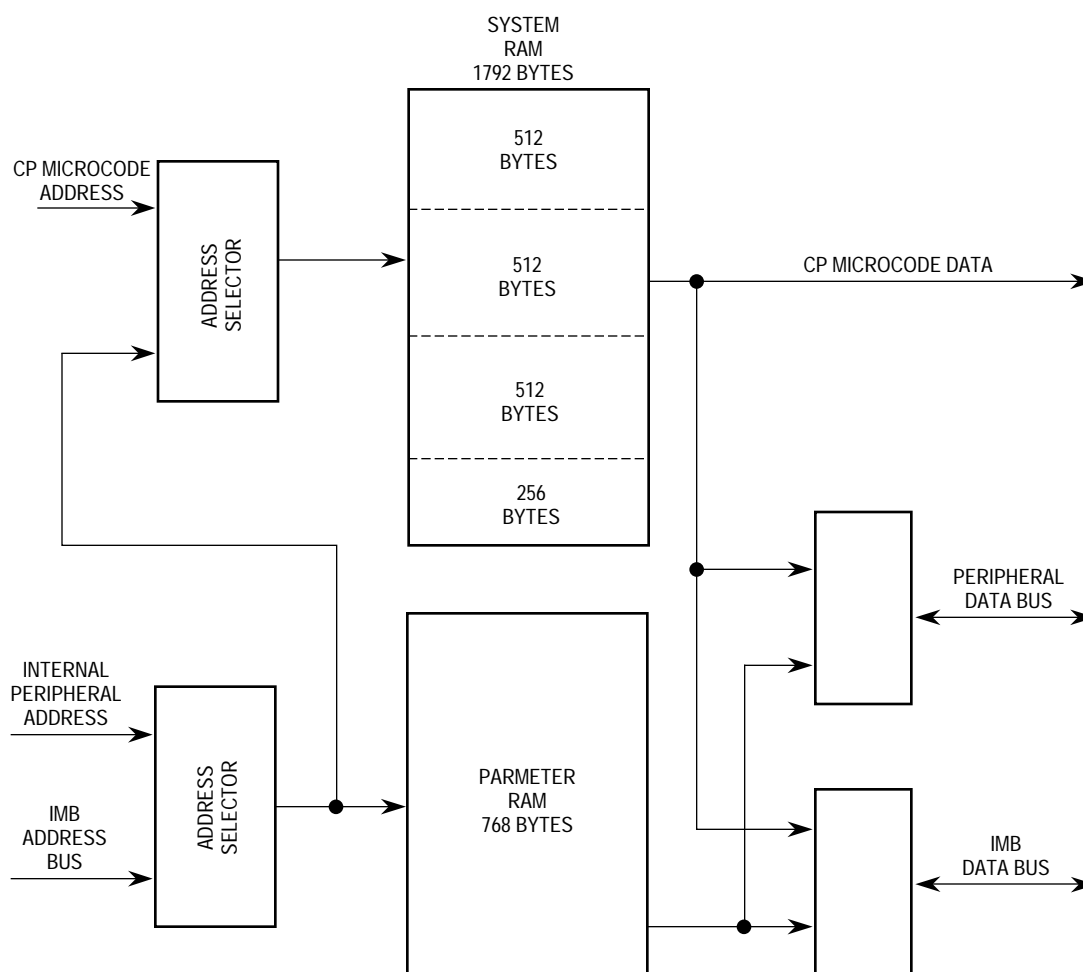 SYSTEM
RAM
1792 BYTES
512
BYTES
CP MICROCODE
ADDRESS
ADDRESS
SELECTOR
512
BYTES
CP MICROCODE DATA
512
BYTES
256
BYTES
PERIPHERAL
DATA BUS
INTERNAL
PERIPHERAL
ADDRESS
ADDRESS
SELECTOR
PARMETER
RAM
768 BYTES
IMB
ADDRESS
BUS
IMB
DATA BUS